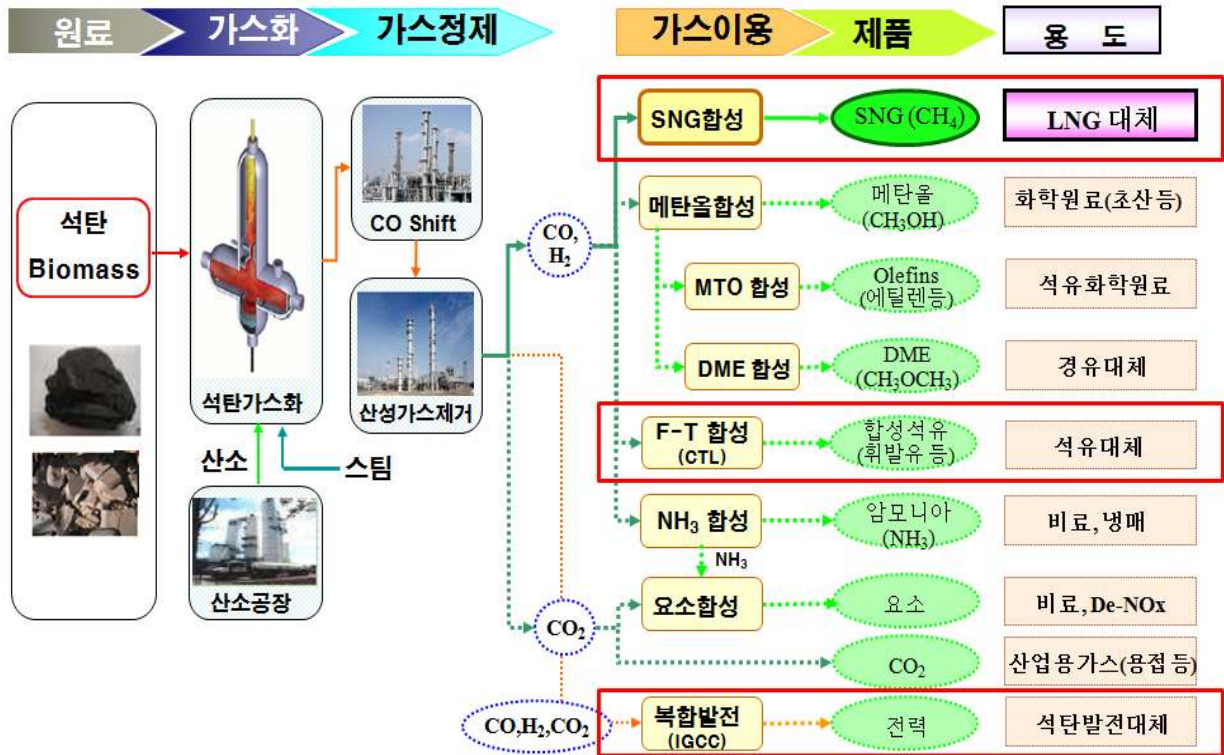 원료
가스화
가스정제
가스이용
제품
용 도
석탄
Biomass
석탄가스화
산소
스팀
산소공장
CO Shift
산성가스제거
CO,
H₂
CO₂
CO,H₂,CO₂
SNG합성
SNG (CH₄)
LNG 대체
메탄올합성
메탄올
(CH₃OH)
화학원료(초산등)
MTO 합성
Olefins
(에틸렌등)
석유화학원료
DME 합성
DME
(CH₃OCH₃)
경유대체
F-T 합성
(CTL)
합성석유
(휘발유 등)
석유대체
NH₃ 합성
암모니아
(NH₃)
비료,냉매
NH₃
요소합성
요소
비료,De-NOx
CO₂
산업용가스(용접등)
복합발전
(IGCC)
전력
석탄발전대체